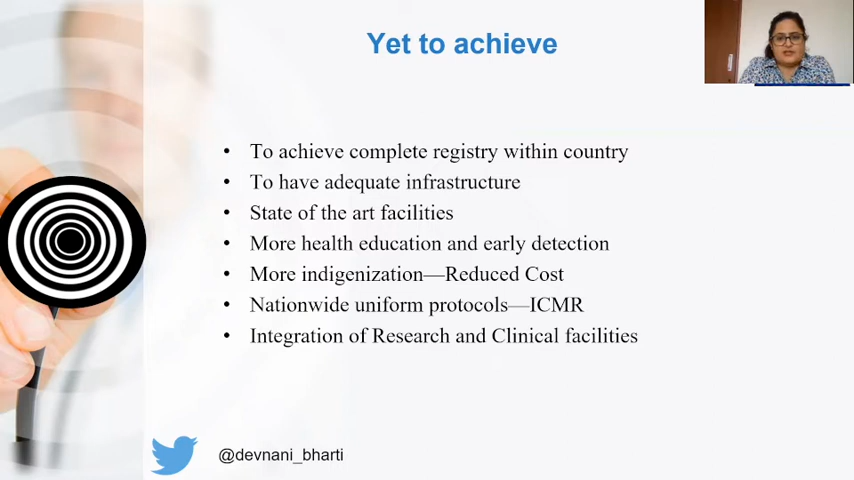 Yet to achieve
• To achieve complete registry within country
• To have adequate infrastructure
• State of the art facilities
• More health education and early detection
• More indigenization—Reduced Cost
• Nationwide uniform protocols—ICMR
• Integration of Research and Clinical facilities
@devnani_bharti